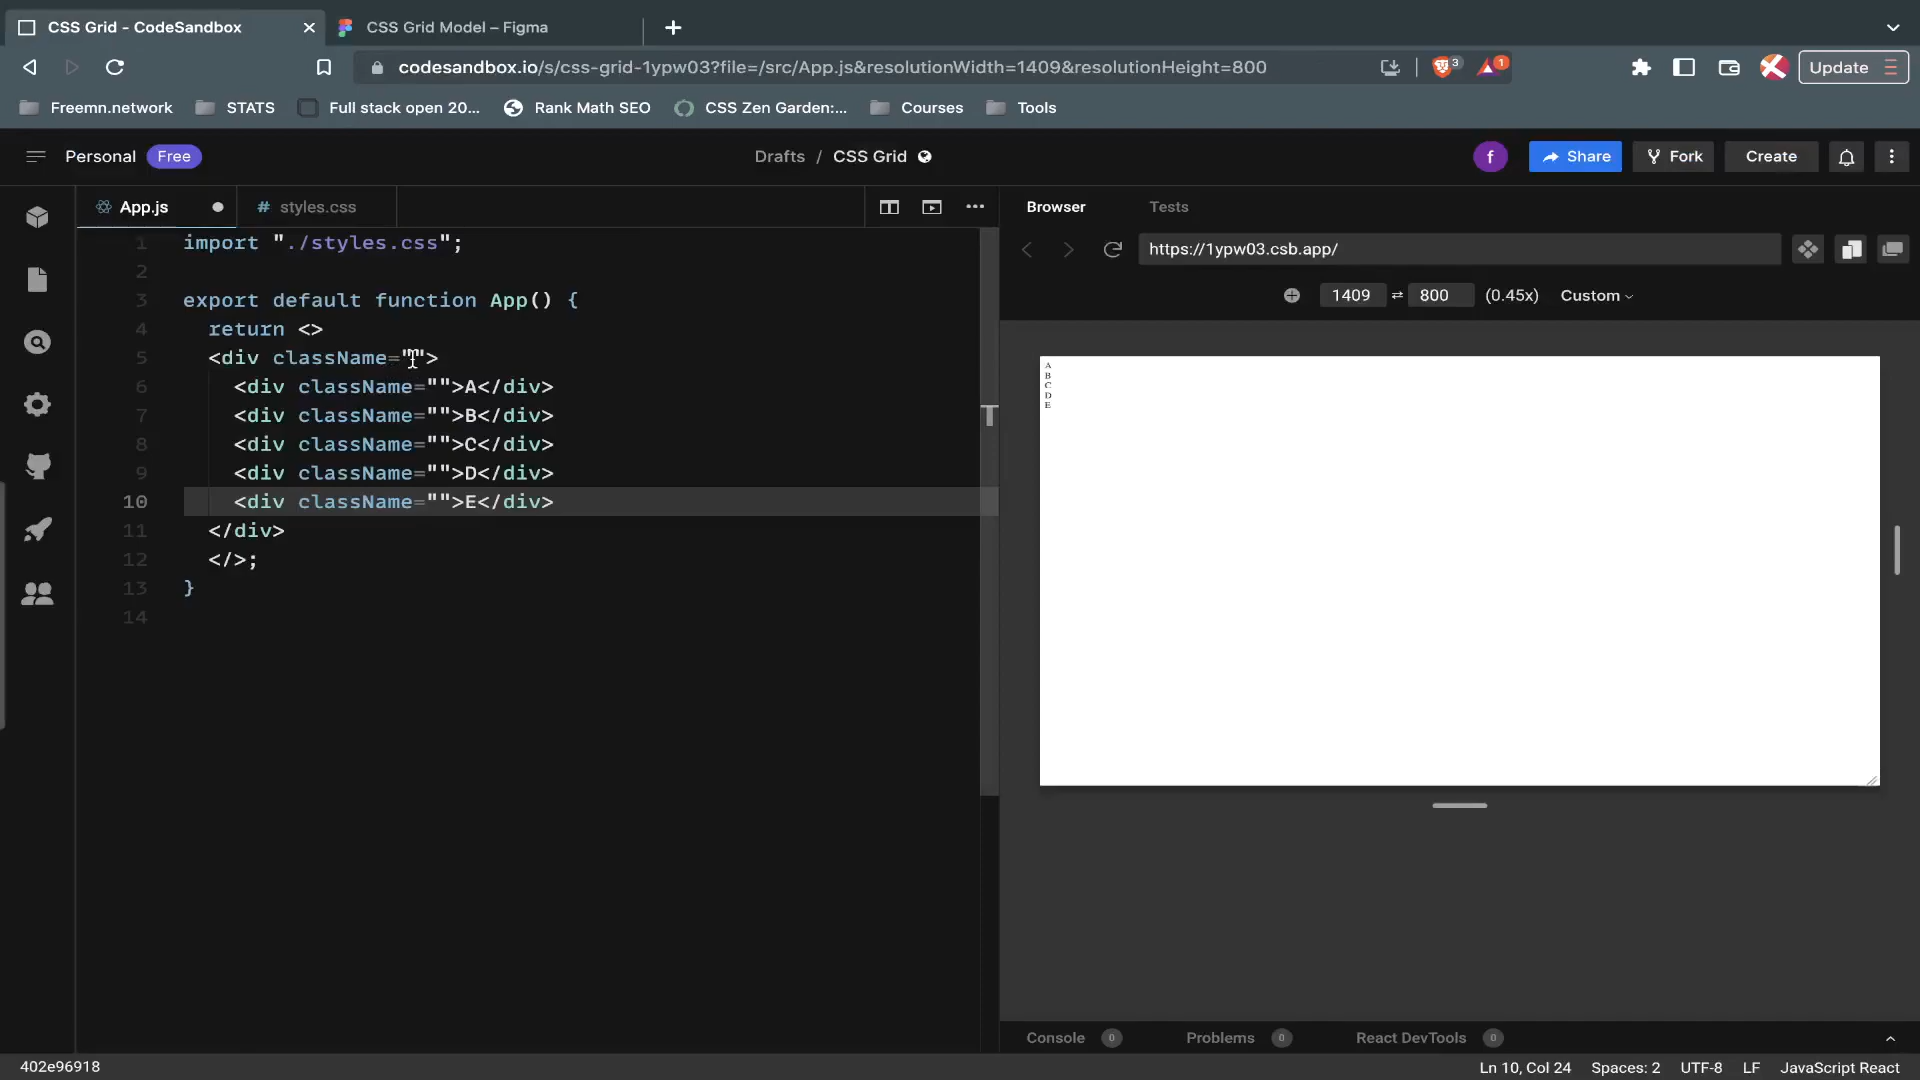 CSS Grid - CodeSandbox
CSS Grid Model – Figma
codesandbox.io/s/css-grid-1ypw03?file=/src/App.js&resolutionWidth=1409&resolutionHeight=800
3
1
Update
Freemn.network
STATS
Full stack open 20...
Rank Math SEO
CSS Zen Garden:...
Courses
Tools
Personal
Free
Drafts / CSS Grid
f
Share
Fork
Create
App.js
# styles.css
Browser
Tests
https://1ypw03.csb.app/
1409
800
(0.45x)
Custom
1 import "./styles.css";
2
3 export default function App() {
4 return <>
5 <div className="">
6 <div className="">A</div>
7 <div className="">B</div>
8 <div className="">C</div>
9 <div className="">D</div>
10 <div className="">E</div>
11 </div>
12 </>;
13 }
14
A
B
C
D
E
Console 0
Problems 0
React DevTools 0
402e96918
Ln 10, Col 24
Spaces: 2
UTF-8
LF
JavaScript React